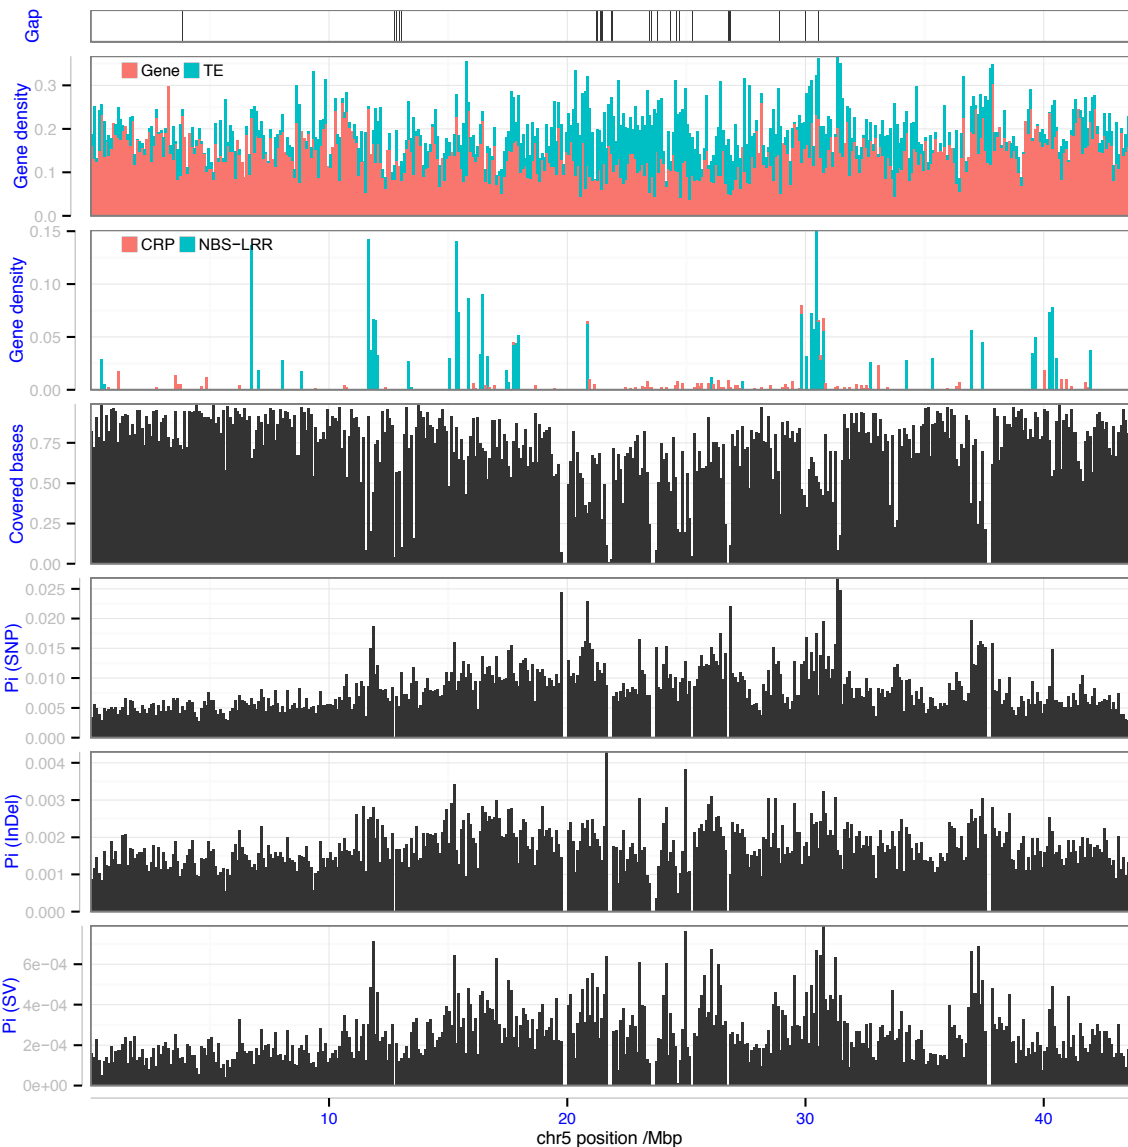 Gap
Gene density
Gene TE
0.3
0.2
0.1
0.0
Gene density
CRP NBS−LRR
0.15
0.10
0.05
0.00
Covered bases
0.75
0.50
0.25
0.00
Pi (SNP)
0.025
0.020
0.015
0.010
0.005
0.000
Pi (InDel)
0.004
0.003
0.002
0.001
0.000
Pi (SV)
6e−04
4e−04
2e−04
0e+00
10 20 30 40
chr5 position /Mbp